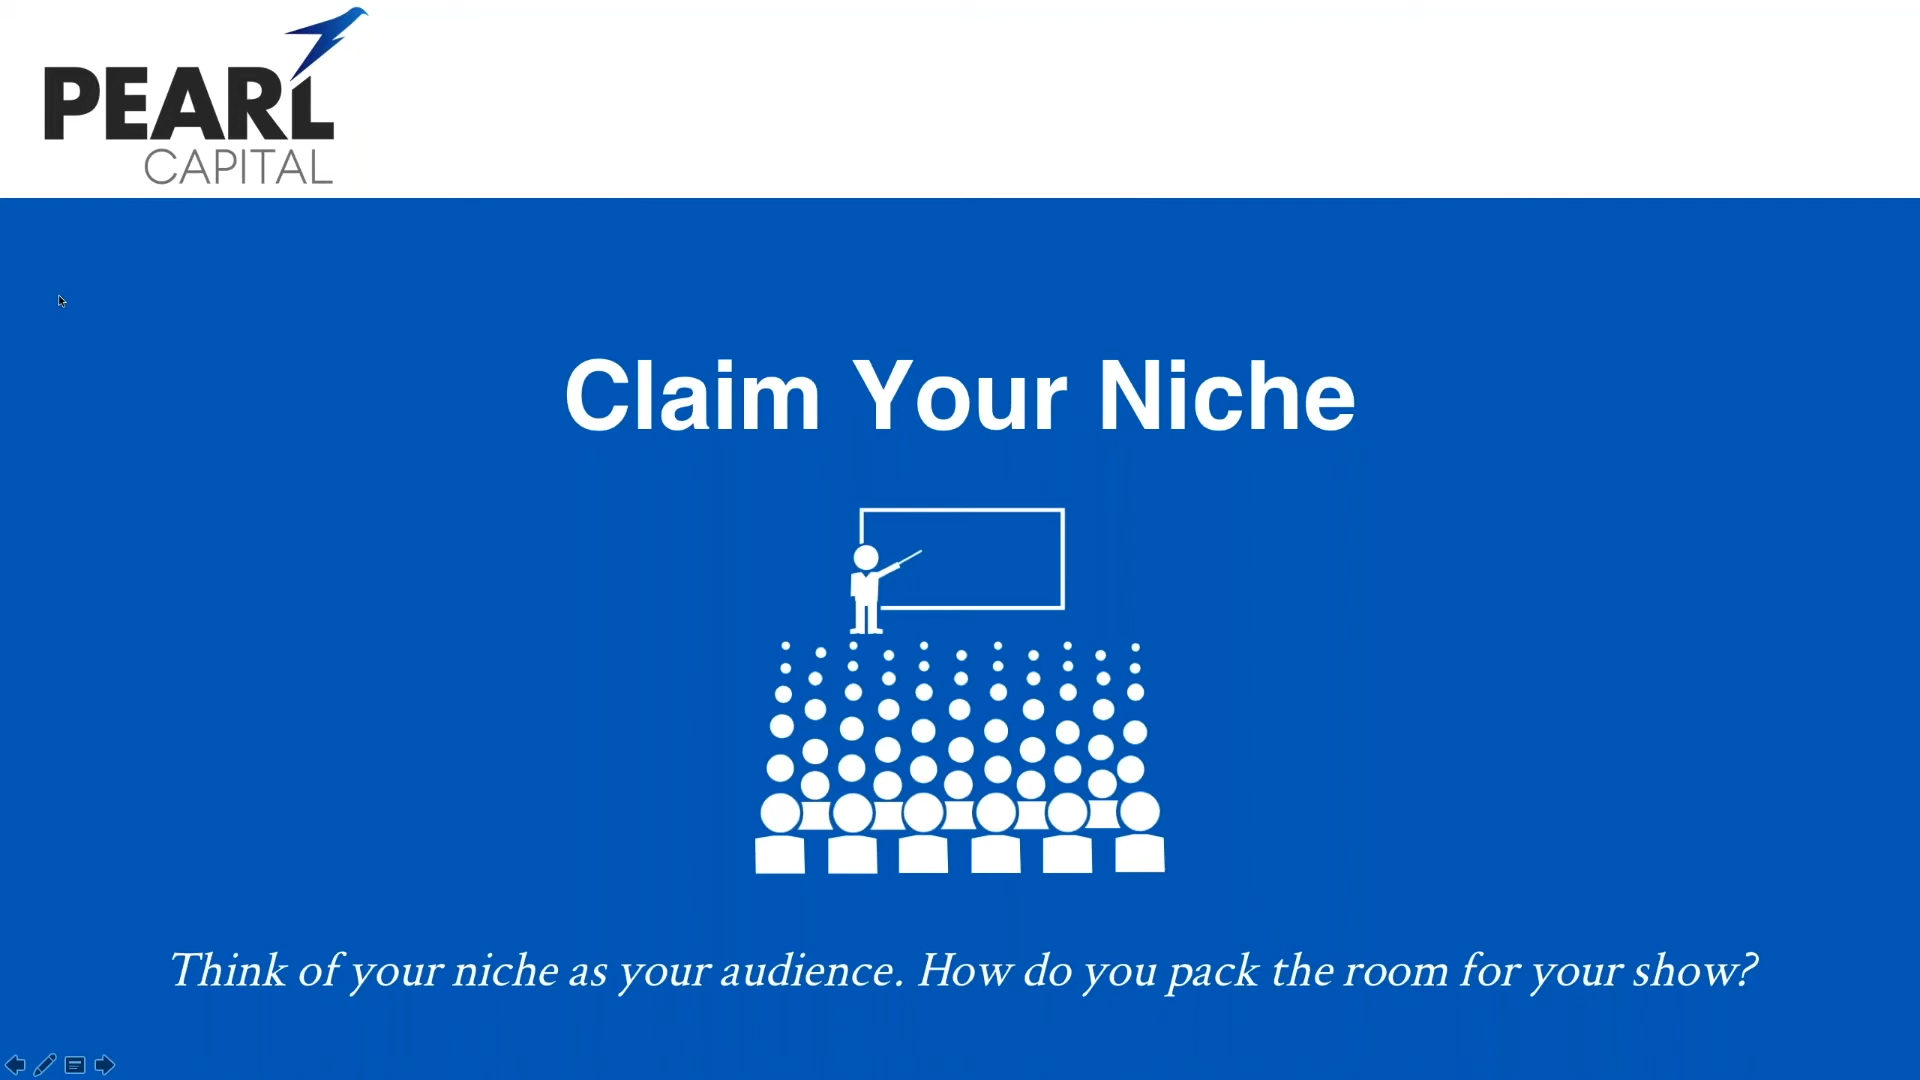 PEARL
CAPITAL
Claim Your Niche
Think of your niche as your audience. How do you pack the room for your show?